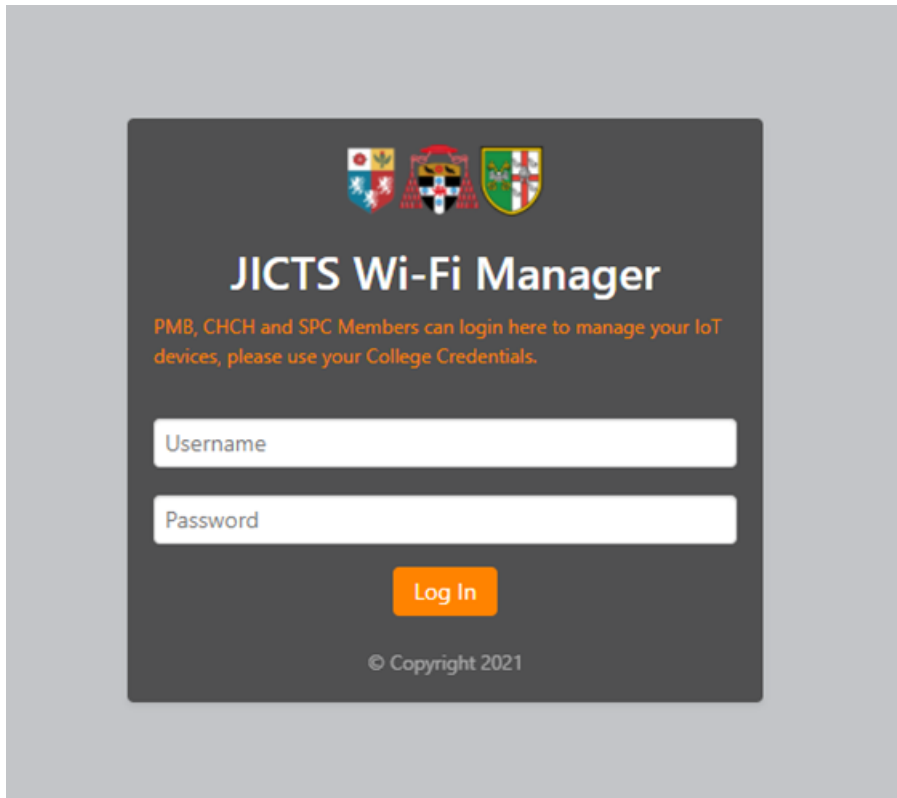 JICTS Wi-Fi Manager
PMB, CHCH and SPC Members can login here to manage your IoT
devices, please use your College Credentials.
Username
Password
Log In
© Copyright 2021